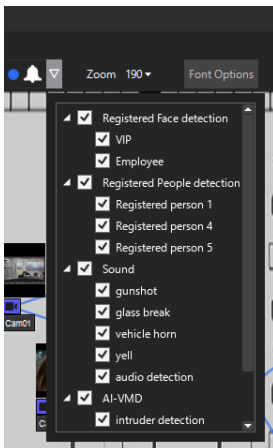 Zoom 190 Font Options
Registered Face detection
VIP
Employee
Registered People detection
Registered person 1
Registered person 4
Registered person 5
Sound
gunshot
glass break
vehicle horn
yell
audio detection
AI-VMD
intruder detection
Cam01